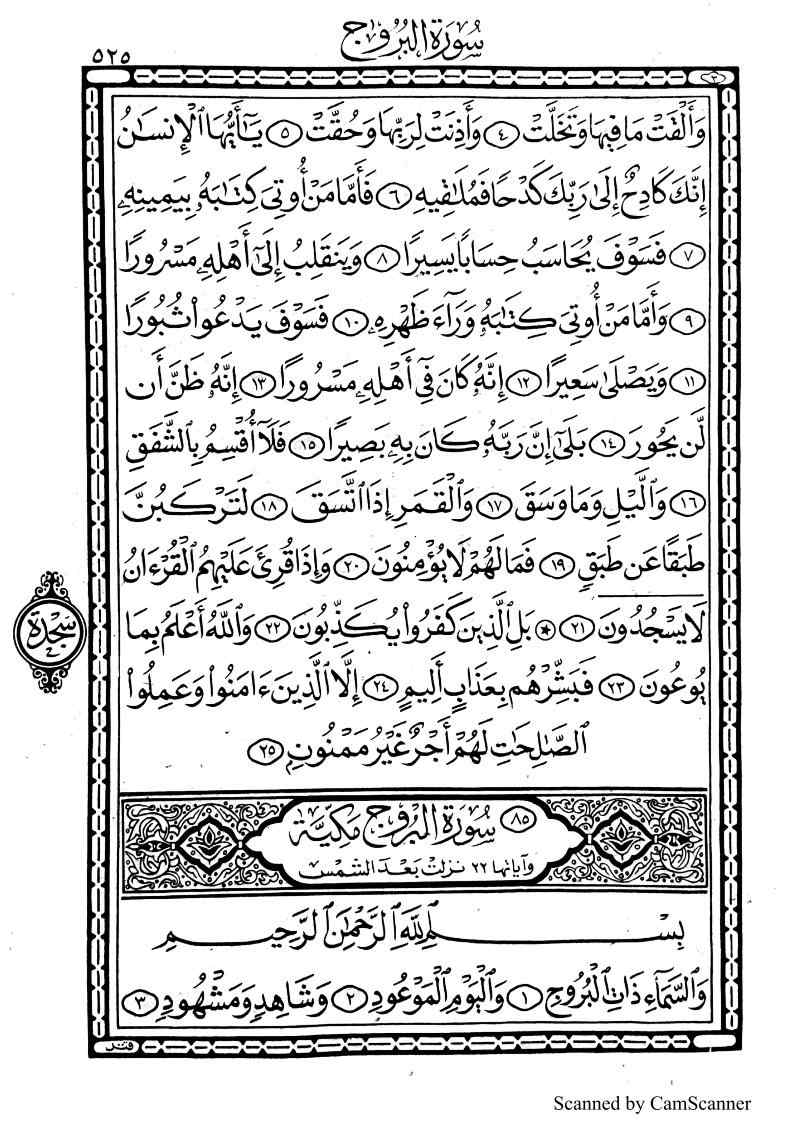 سُورَةُ البُرُوج
٥٢٥
٣
وَأَلْقَتْ مَا فِيهَا وَتَخَلَّتْ ٤ وَأَذِنَتْ لِرَبِّهَا وَحُقَّتْ ٥ يَٰٓأَيُّهَا ٱلْإِنسَٰنُ
إِنَّكَ كَادِحٌ إِلَىٰ رَبِّكَ كَدْحًا فَمُلَٰقِيهِ ٦ فَأَمَّا مَنْ أُوتِىَ كِتَٰبَهُۥ بِيَمِينِهِۦ
٧ فَسَوْفَ يُحَاسَبُ حِسَابًا يَسِيرًا ٨ وَيَنقَلِبُ إِلَىٰٓ أَهْلِهِۦ مَسْرُورًا
٩ وَأَمَّا مَنْ أُوتِىَ كِتَٰبَهُۥ وَرَآءَ ظَهْرِهِۦ ١٠ فَسَوْفَ يَدْعُوا۟ ثُبُورًا
١١ وَيَصْلَىٰ سَعِيرًا ١٢ إِنَّهُۥ كَانَ فِىٓ أَهْلِهِۦ مَسْرُورًا ١٣ إِنَّهُۥ ظَنَّ أَن
لَّن يَحُورَ ١٤ بَلَىٰٓ إِنَّ رَبَّهُۥ كَانَ بِهِۦ بَصِيرًا ١٥ فَلَآ أُقْسِمُ بِٱلشَّفَقِ
١٦ وَٱلَّيْلِ وَمَا وَسَقَ ١٧ وَٱلْقَمَرِ إِذَا ٱتَّسَقَ ١٨ لَتَرْكَبُنَّ
طَبَقًا عَن طَبَقٍ ١٩ فَمَا لَهُمْ لَا يُؤْمِنُونَ ٢٠ وَإِذَا قُرِئَ عَلَيْهِمُ ٱلْقُرْءَانُ
لَا يَسْجُدُونَ ٢١ بَلِ ٱلَّذِينَ كَفَرُوا۟ يُكَذِّبُونَ ٢٢ وَٱللَّهُ أَعْلَمُ بِمَا
سَجْدَة
يُوعُونَ ٢٣ فَبَشِّرْهُم بِعَذَابٍ أَلِيمٍ ٢٤ إِلَّا ٱلَّذِينَ ءَامَنُوا۟ وَعَمِلُوا۟
ٱلصَّٰلِحَٰتِ لَهُمْ أَجْرٌ غَيْرُ مَمْنُونٍۭ ٢٥
٨٥ سُورَةُ البُرُوج مَكِيَّة
وآياتها ٢٢ نزلت بَعْدَ الشمس
بِسْمِ ٱللَّهِ ٱلرَّحْمَٰنِ ٱلرَّحِيمِ
وَٱلسَّمَآءِ ذَاتِ ٱلْبُرُوجِ ١ وَٱلْيَوْمِ ٱلْمَوْعُودِ ٢ وَشَاهِدٍ وَمَشْهُودٍ ٣
قتل
Scanned by CamScanner